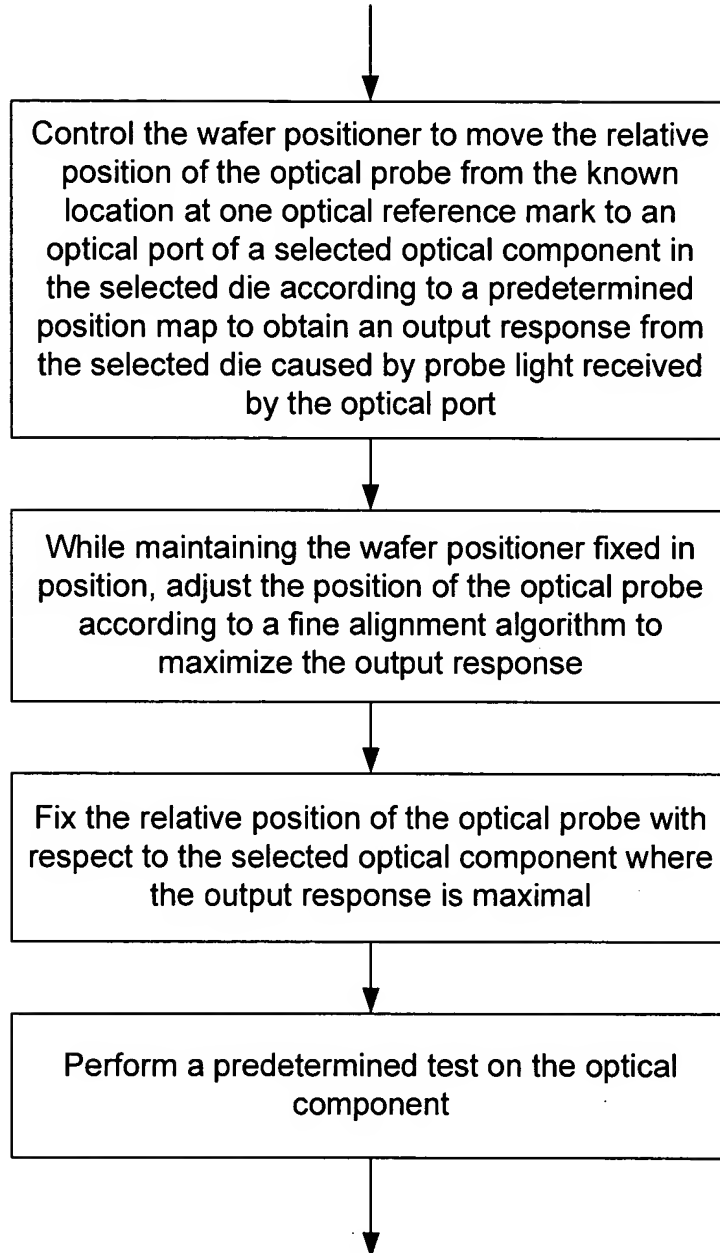 Control the wafer positioner to move the relative
position of the optical probe from the known
location at one optical reference mark to an
optical port of a selected optical component in
the selected die according to a predetermined
position map to obtain an output response from
the selected die caused by probe light received
by the optical port
While maintaining the wafer positioner fixed in
position, adjust the position of the optical probe
according to a fine alignment algorithm to
maximize the output response
Fix the relative position of the optical probe with
respect to the selected optical component where
the output response is maximal
Perform a predetermined test on the optical
component